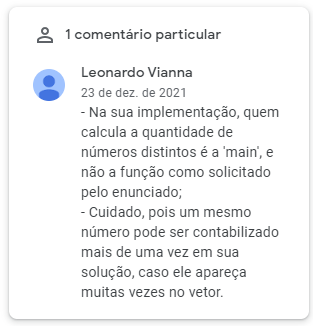 1 comentário particular
Leonardo Vianna
23 de dez. de 2021
- Na sua implementação, quem
calcula a quantidade de
números distintos é a 'main', e
não a função como solicitado
pelo enunciado;
- Cuidado, pois um mesmo
número pode ser contabilizado
mais de uma vez em sua
solução, caso ele apareça
muitas vezes no vetor.